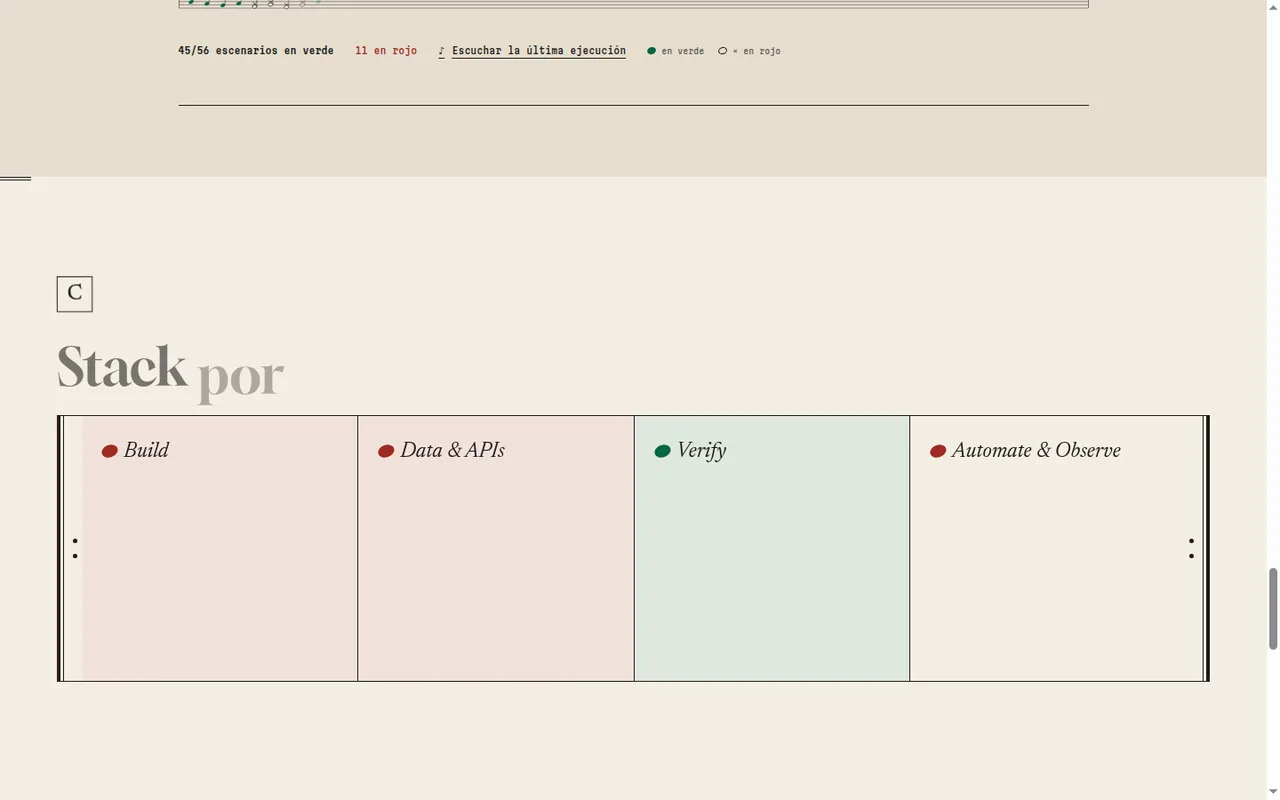 45/56 escenarios en verde 11 en rojo ♪ Escuchar la última ejecución en verde × en rojo
C
Stack por
Build Data & APIs Verify Automate & Observe